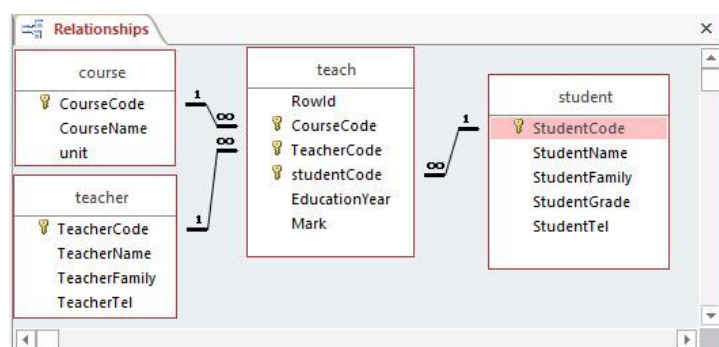 Relationships
course
CourseCode
CourseName
unit
teacher
TeacherCode
TeacherName
TeacherFamily
TeacherTel
1
∞
∞
1
teach
RowId
CourseCode
TeacherCode
studentCode
EducationYear
Mark
1
∞
student
StudentCode
StudentName
StudentFamily
StudentGrade
StudentTel